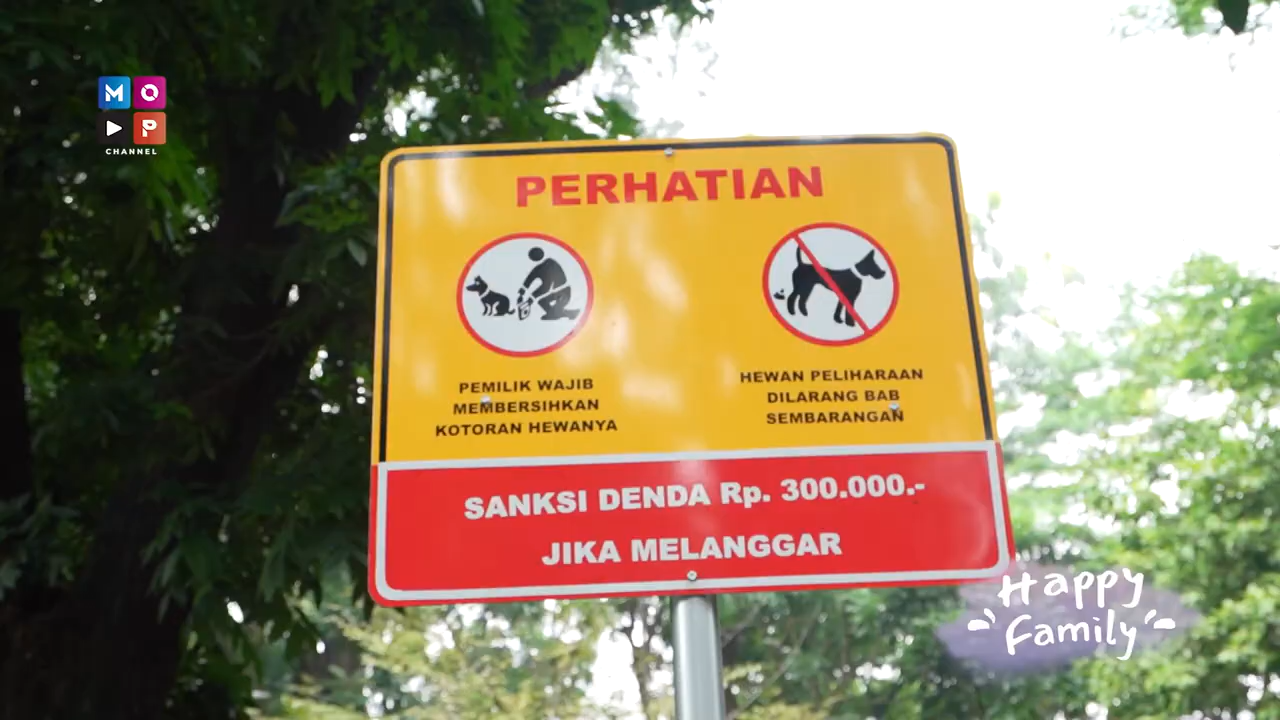 MO
P
CHANNEL
PERHATIAN
PEMILIK WAJIB
MEMBERSIHKAN
KOTORAN HEWANYA
HEWAN PELIHARAAN
DILARANG BAB
SEMBARANGAN
SANKSI DENDA Rp. 300.000.-
JIKA MELANGGAR
Happy
Family